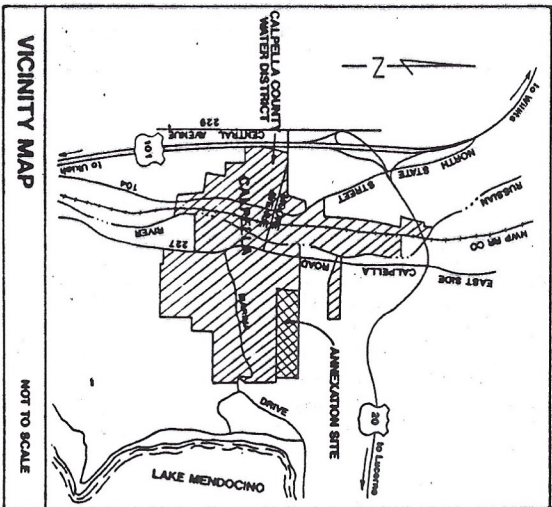 VICINITY MAP
NOT TO SCALE
N
to Willits
NORTH STATE STREET
RUSSIAN
RIVER
NWP RR CO
EAST SIDE
CALPELLA
ROAD
229
CENTRAL AVENUE
CALPELLA COUNTY
WATER DISTRICT
101
to Ukiah
104
227
CALPELLA
DRIVE
ANNEXATION SITE
20
to Lucerne
LAKE MENDOCINO